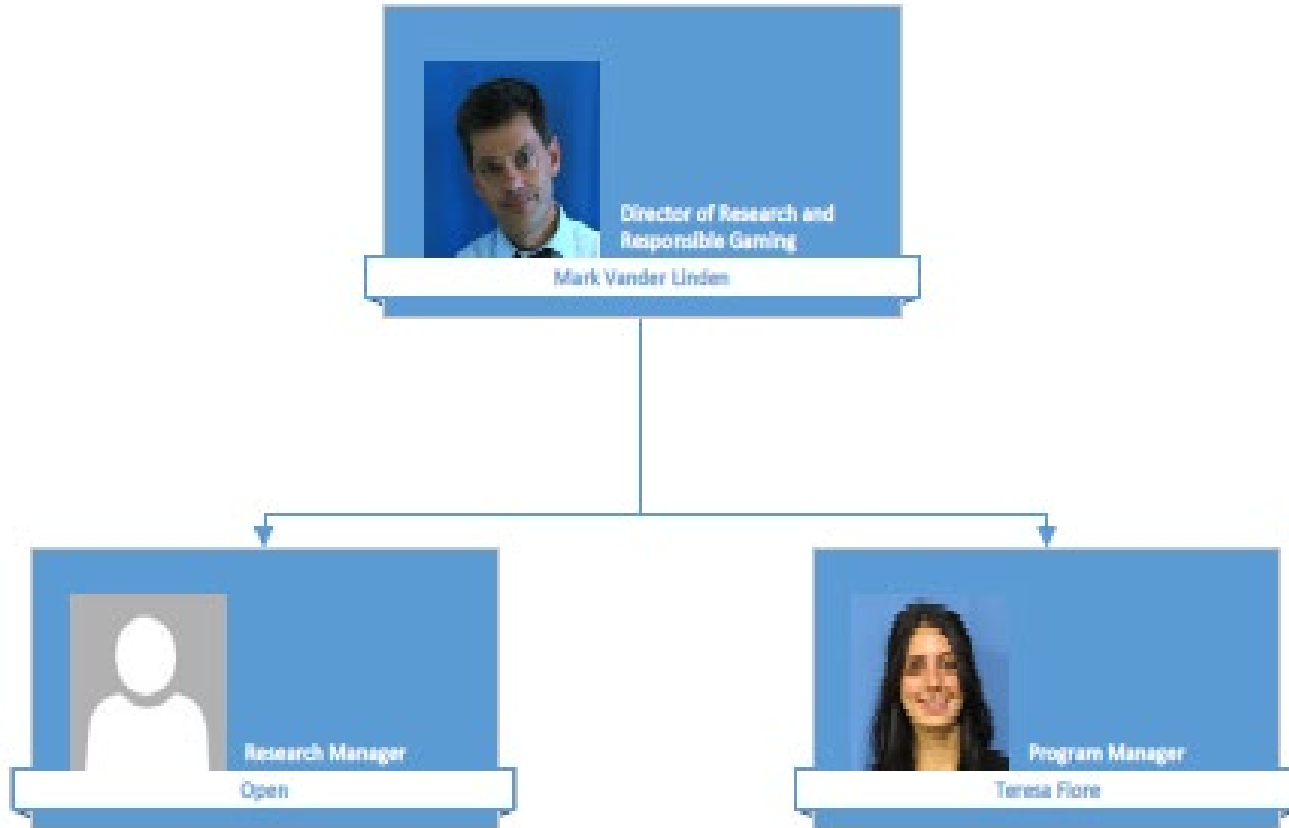 Director of Research and
Responsible Gaming
Mark Vander Linden
Research Manager
Open
Program Manager
Teresa Fiore